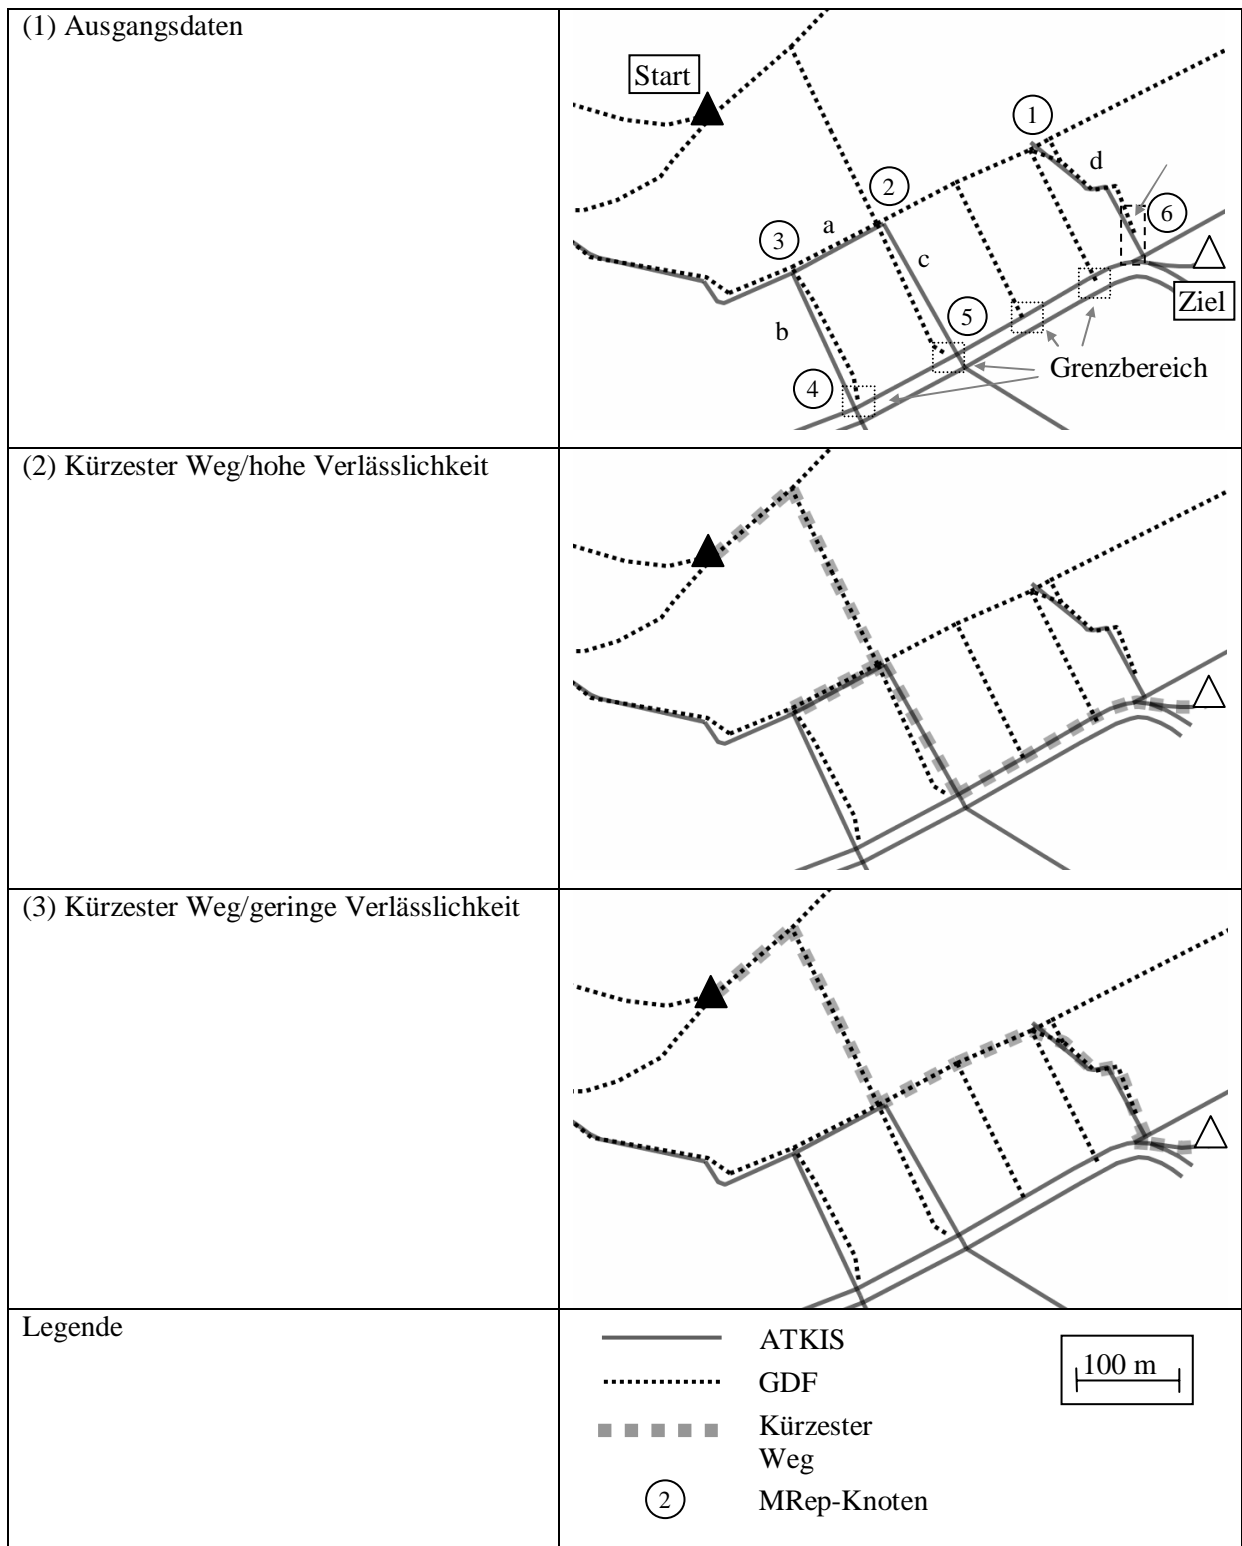 (1) Ausgangsdaten
Start
1
2
d
3
a
6
c
5
b
Ziel
4
Grenzbereich
(2) Kürzester Weg/hohe Verlässlichkeit
(3) Kürzester Weg/geringe Verlässlichkeit
Legende
ATKIS
100 m
GDF
Kürzester
Weg
2
MRep-Knoten